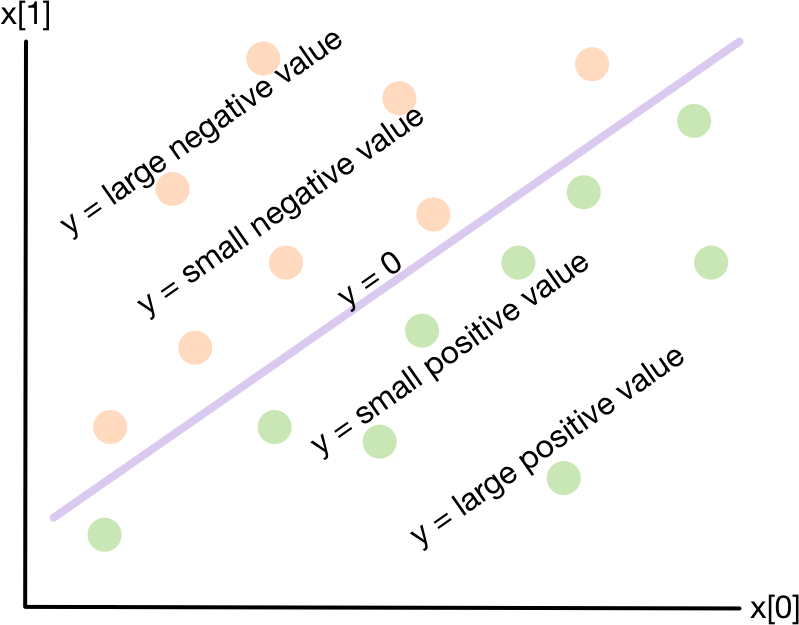 x[1]
y = large negative value
y = small negative value
y = 0
y = small positive value
y = large positive value
x[0]